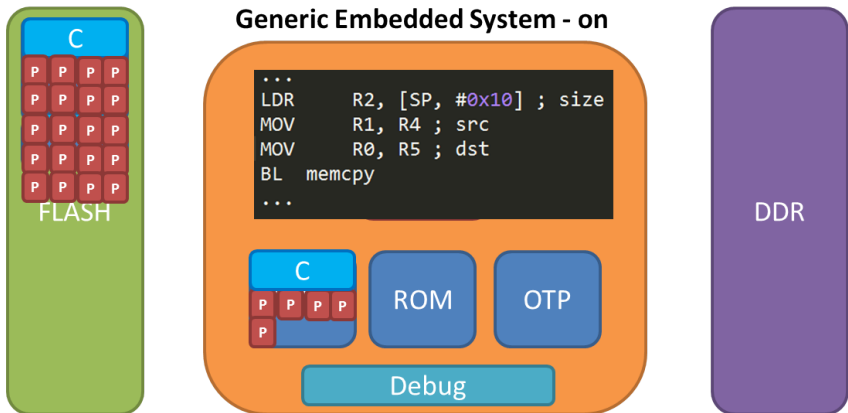 Generic Embedded System - on
C
P P P P
P P P P
P P P P
P P P P
P P P P
FLASH
...
LDR R2, [SP, #0x10] ; size
MOV R1, R4 ; src
MOV R0, R5 ; dst
BL memcpy
...
C
P P P P
P
ROM
OTP
Debug
DDR